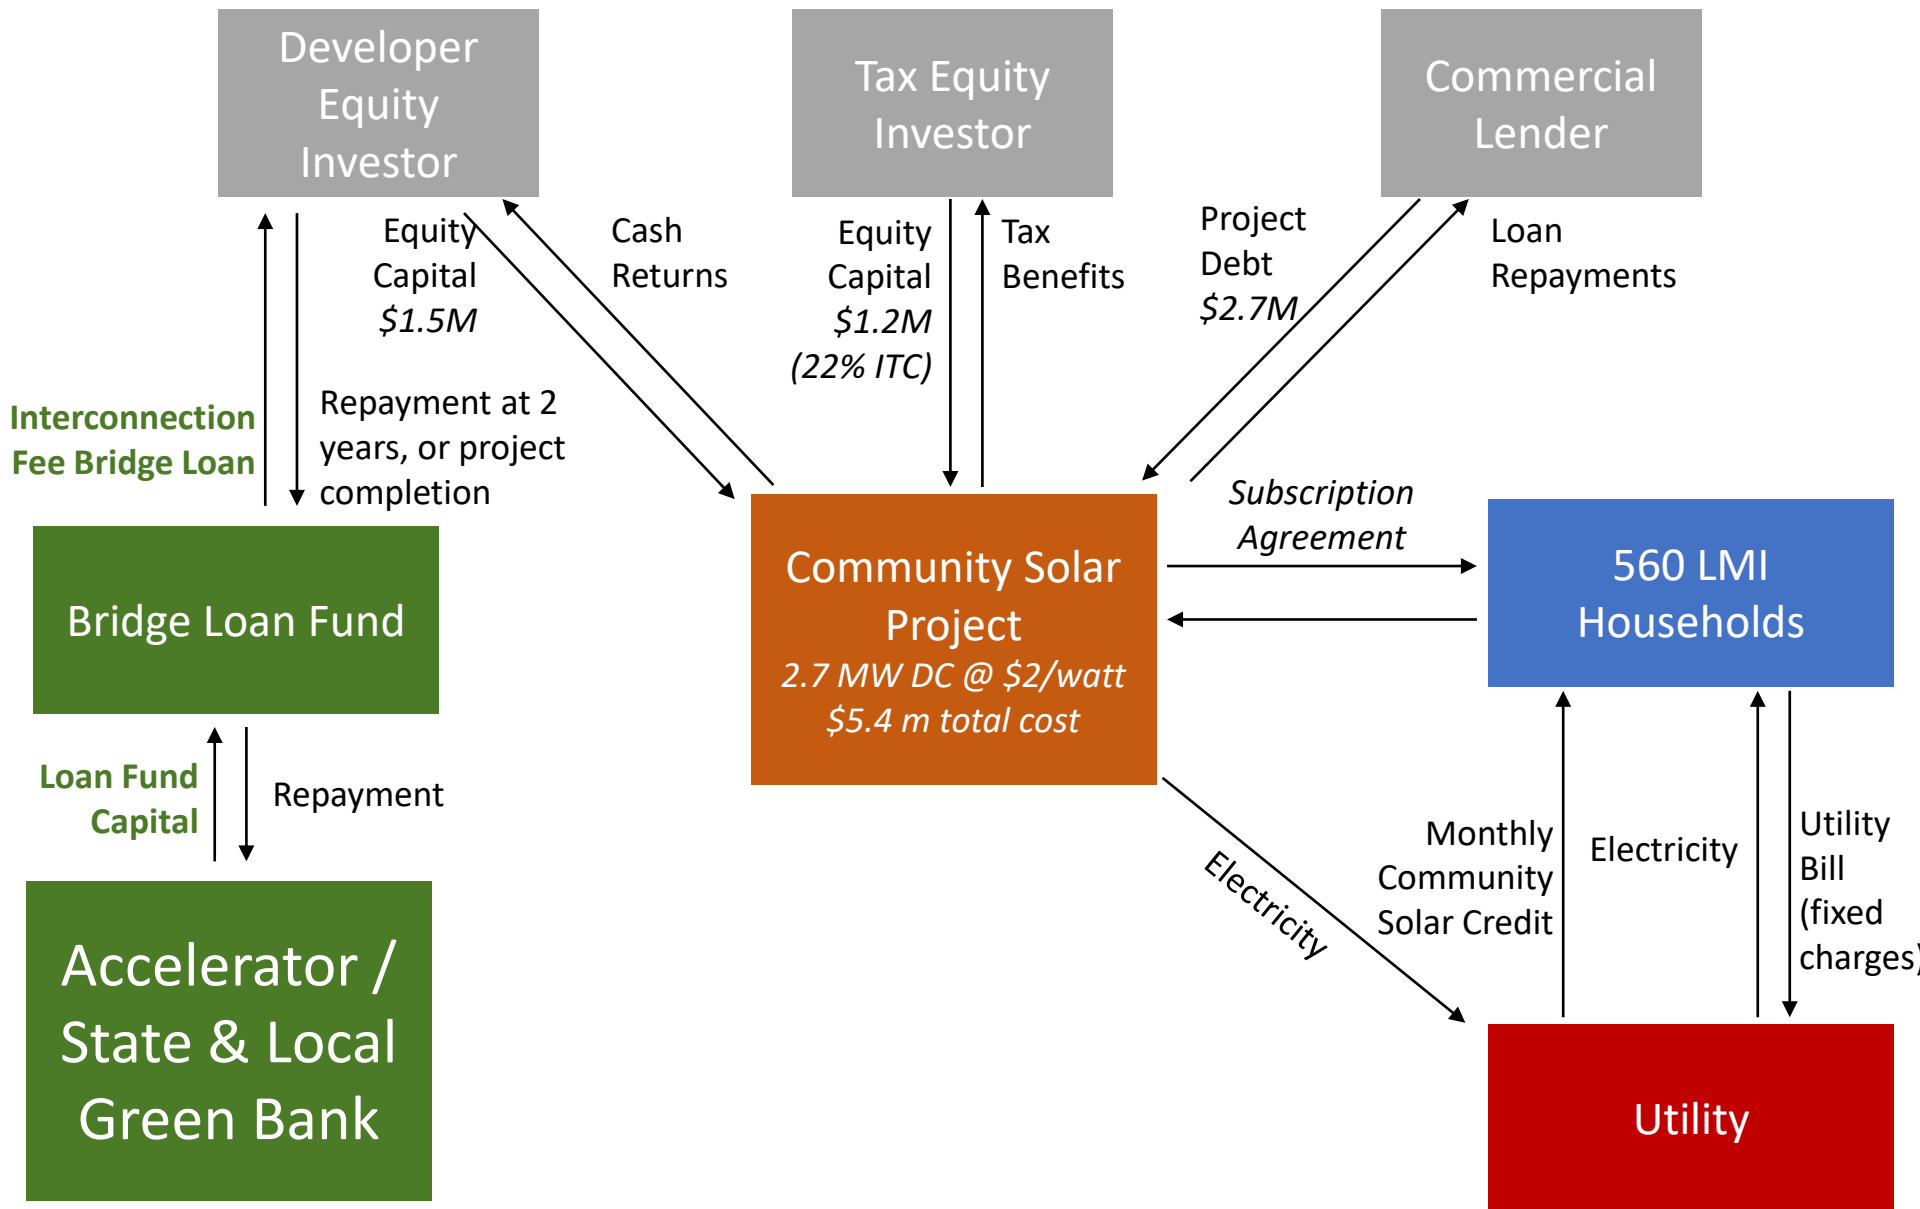 Developer
Equity
Investor
Tax Equity
Investor
Commercial
Lender
Equity
Capital
$1.5M
Cash
Returns
Equity
Capital
$1.2M
(22% ITC)
Tax
Benefits
Project
Debt
$2.7M
Loan
Repayments
Interconnection
Fee Bridge Loan
Repayment at 2
years, or project
completion
Subscription
Agreement
Bridge Loan Fund
Community Solar
Project
2.7 MW DC @ $2/watt
$5.4 m total cost
560 LMI
Households
Loan Fund
Capital
Repayment
Electricity
Monthly
Community
Solar Credit
Electricity
Utility
Bill
(fixed
charges)
Accelerator /
State & Local
Green Bank
Utility